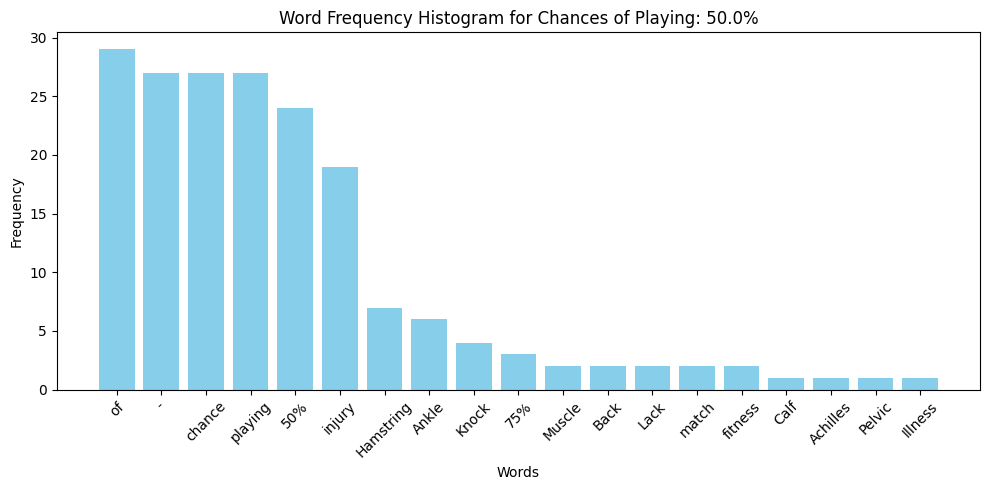 Word Frequency Histogram for Chances of Playing: 50.0%
30
25
20
15
10
5
0
Frequency
of
-
chance
playing
50%
injury
Hamstring
Ankle
Knock
75%
Muscle
Back
Lack
match
fitness
Calf
Achilles
Pelvic
Illness
Words